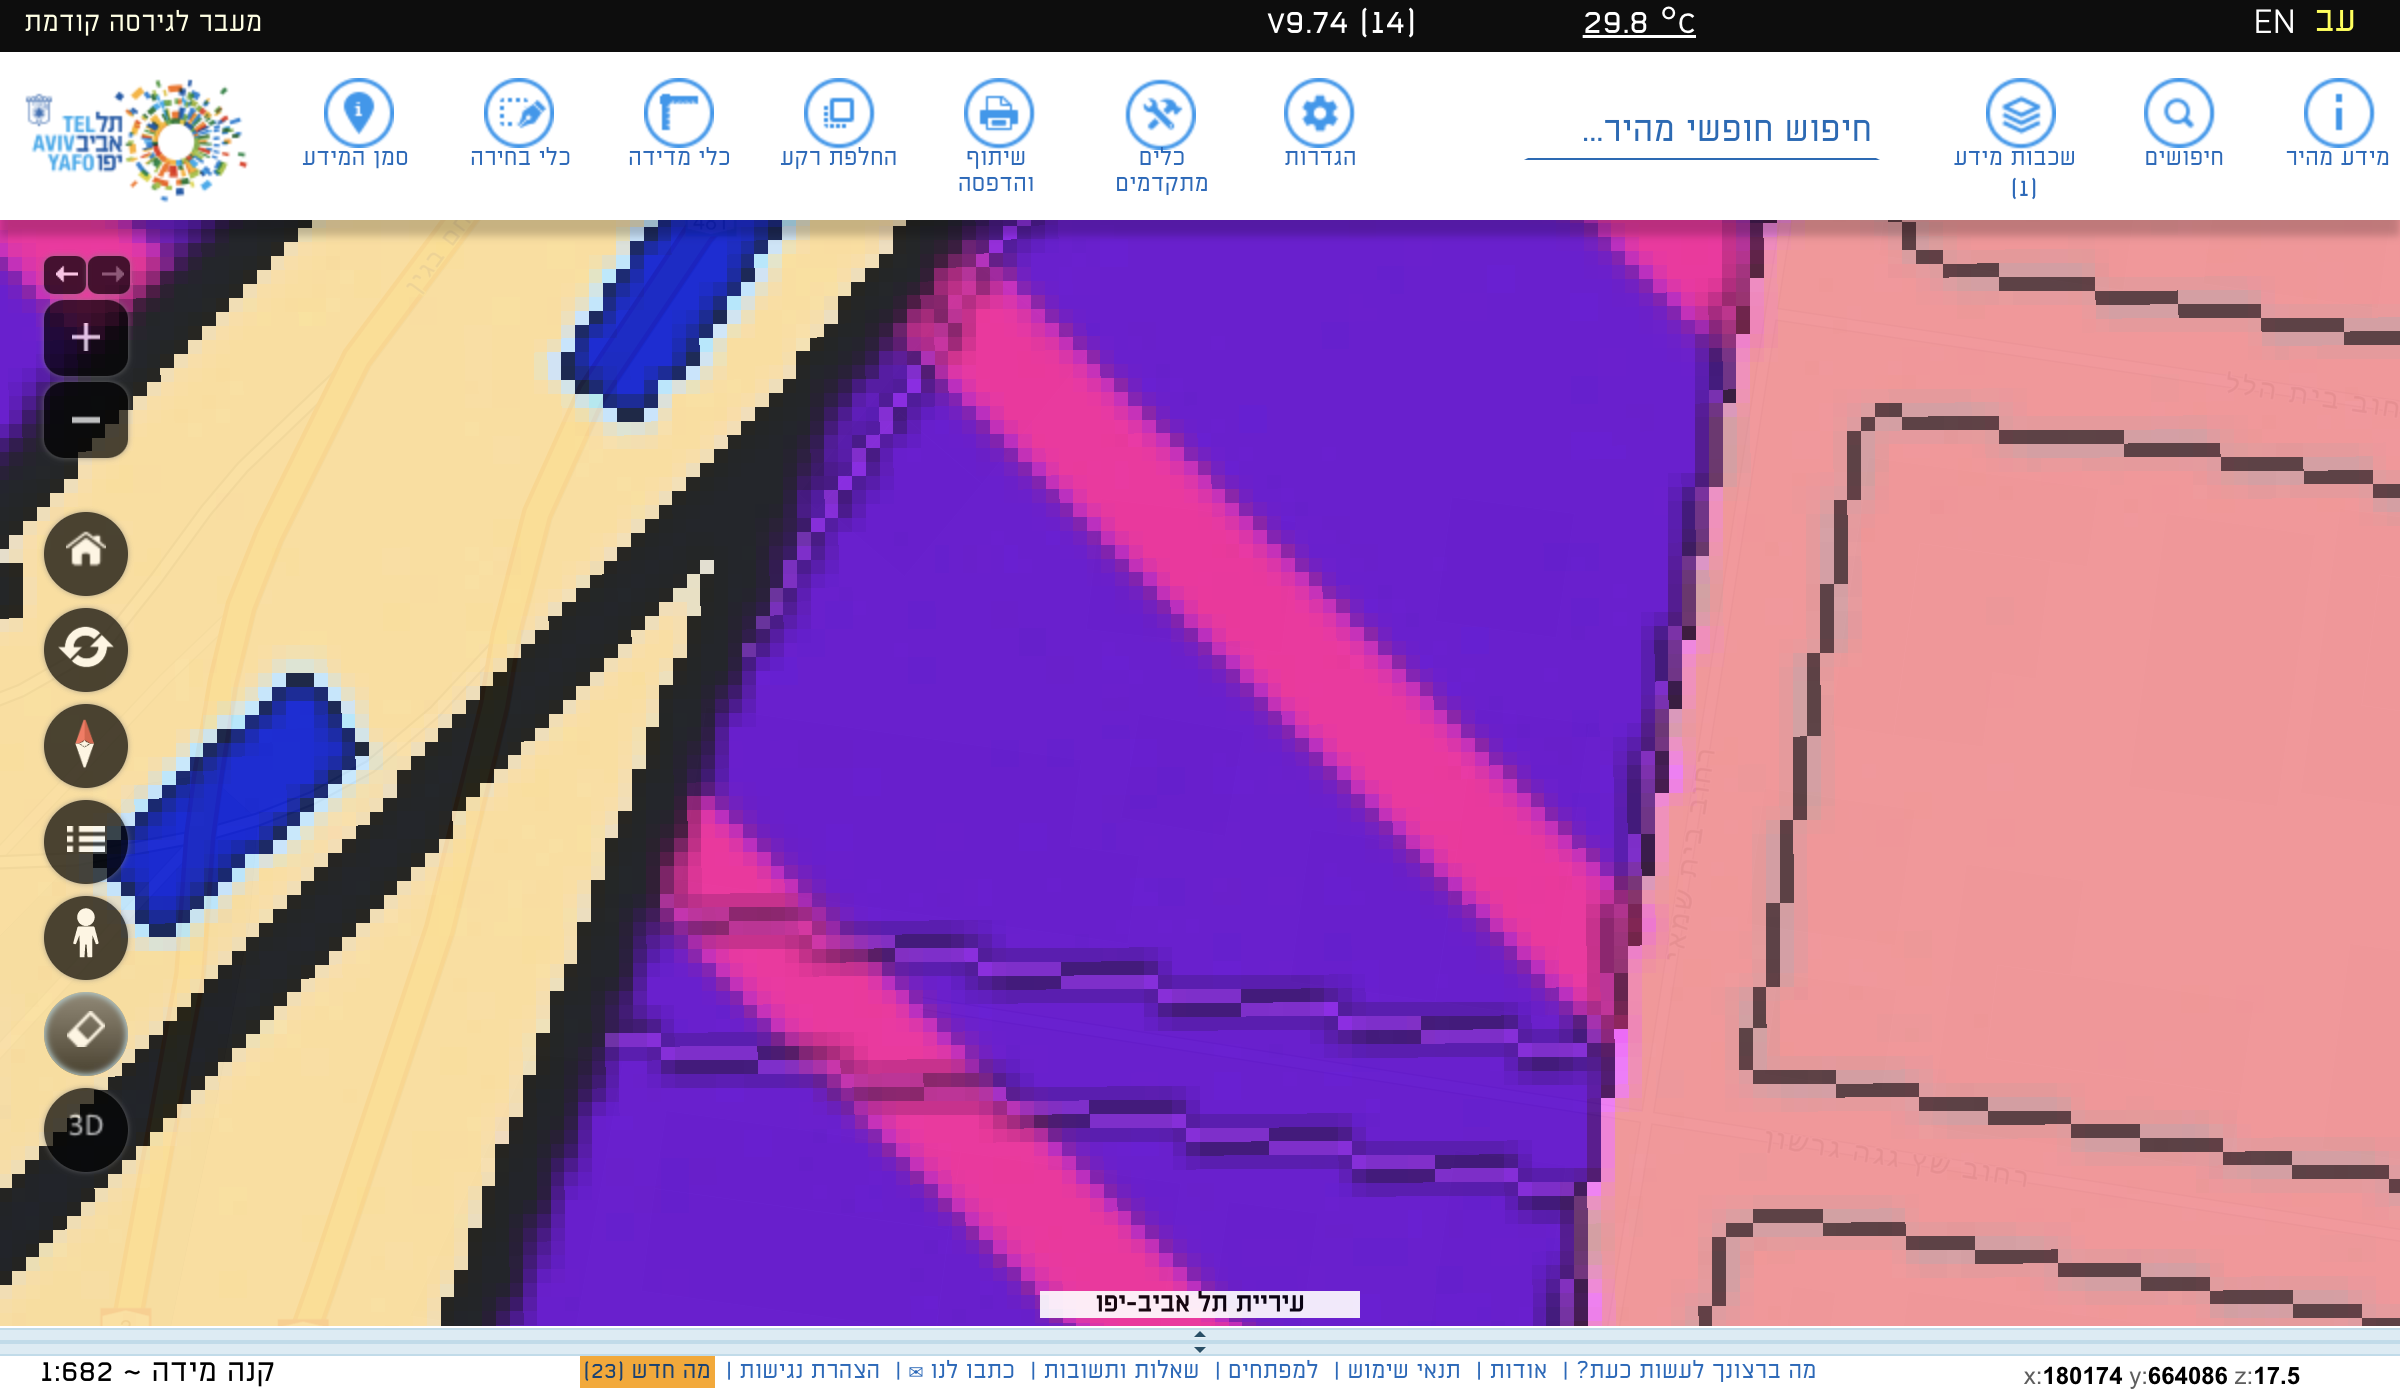 מעבר לגירסה קודמת
V9.74 (14)
29.8 °C
EN עב
תל TEL
אביב AVIV
יפו YAFO
סמן המידע
כלי בחירה
כלי מדידה
החלפת רקע
שיתוף
והדפסה
כלים
מתקדמים
הגדרות
חיפוש חופשי מהיר...
שכבות מידע
(1)
חיפושים
מידע מהיר
רחוב בית שמאי
רחוב שץ גגה גרשון
חוב בית הלל
3D
עיריית תל אביב-יפו
קנה מידה ~ 1:682
מה ברצונך לעשות כעת? | אודות | תנאי שימוש | למפתחים | שאלות ותשובות | כתבו לנו ✉ | הצהרת נגישות | מה חדש (23)
x:180174 y:664086 z:17.5